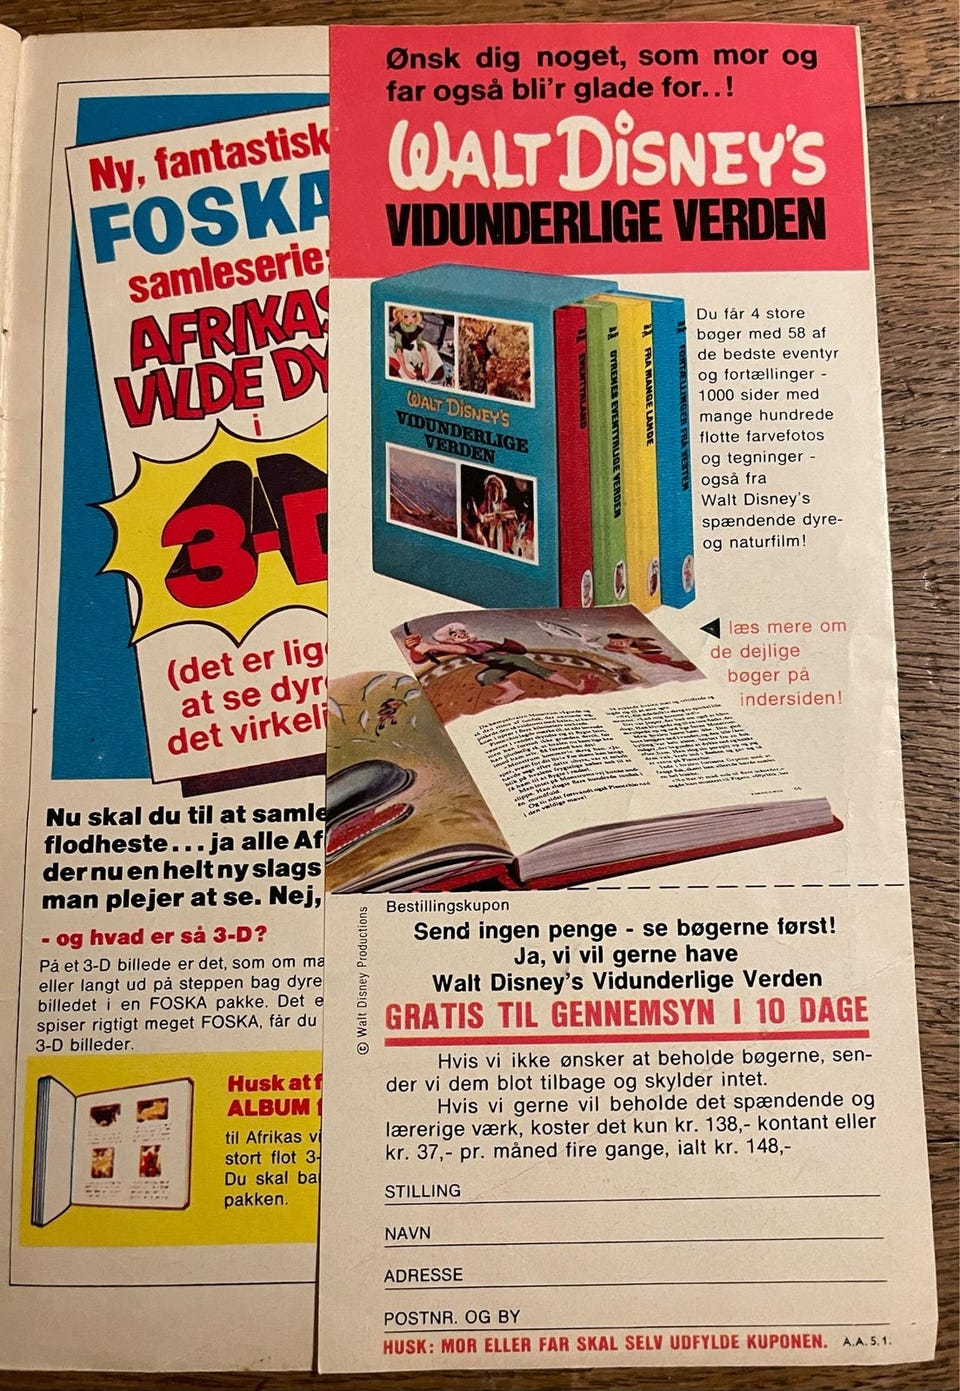 Ny, fantastisk
FOSKA
samleserie:
AFRIKAS
VILDE DY
i
3-D
(det er lig
at se dyr
det virkeli
Nu skal du til at samle
flodheste...ja alle Af
der nu en helt ny slags
man plejer at se. Nej,
- og hvad er så 3-D?
På et 3-D billede er det, som om ma
eller langt ud på steppen bag dyre
billedet i en FOSKA pakke. Det e
spiser rigtigt meget FOSKA, får du
3-D billeder.
Husk at f
ALBUM
til Afrikas vi
stort flot 3-
Du skal ba
pakken.
Ønsk dig noget, som mor og
far også bli'r glade for..!
WALT DISNEY'S
VIDUNDERLIGE VERDEN
WALT DISNEY'S
VIDUNDERLIGE
VERDEN
EVENTYRLAND
DYRENES EVENTYRLIGE VERDEN
FRA MANGE LANDE
FORTÆLLINGER FRA VESTEN
Du får 4 store
bøger med 58 af
de bedste eventyr
og fortællinger -
1000 sider med
mange hundrede
flotte farvefotos
og tegninger -
også fra
Walt Disney's
spændende dyre-
og naturfilm!
læs mere om
de dejlige
bøger på
indersiden!
© Walt Disney Productions
Bestillingskupon
Send ingen penge - se bøgerne først!
Ja, vi vil gerne have
Walt Disney's Vidunderlige Verden
GRATIS TIL GENNEMSYN I 10 DAGE
Hvis vi ikke ønsker at beholde bøgerne, sen-
der vi dem blot tilbage og skylder intet.
Hvis vi gerne vil beholde det spændende og
lærerige værk, koster det kun kr. 138,- kontant eller
kr. 37,- pr. måned fire gange, ialt kr. 148,-
STILLING
NAVN
ADRESSE
POSTNR. OG BY
HUSK: MOR ELLER FAR SKAL SELV UDFYLDE KUPONEN. A.A. 5.1.